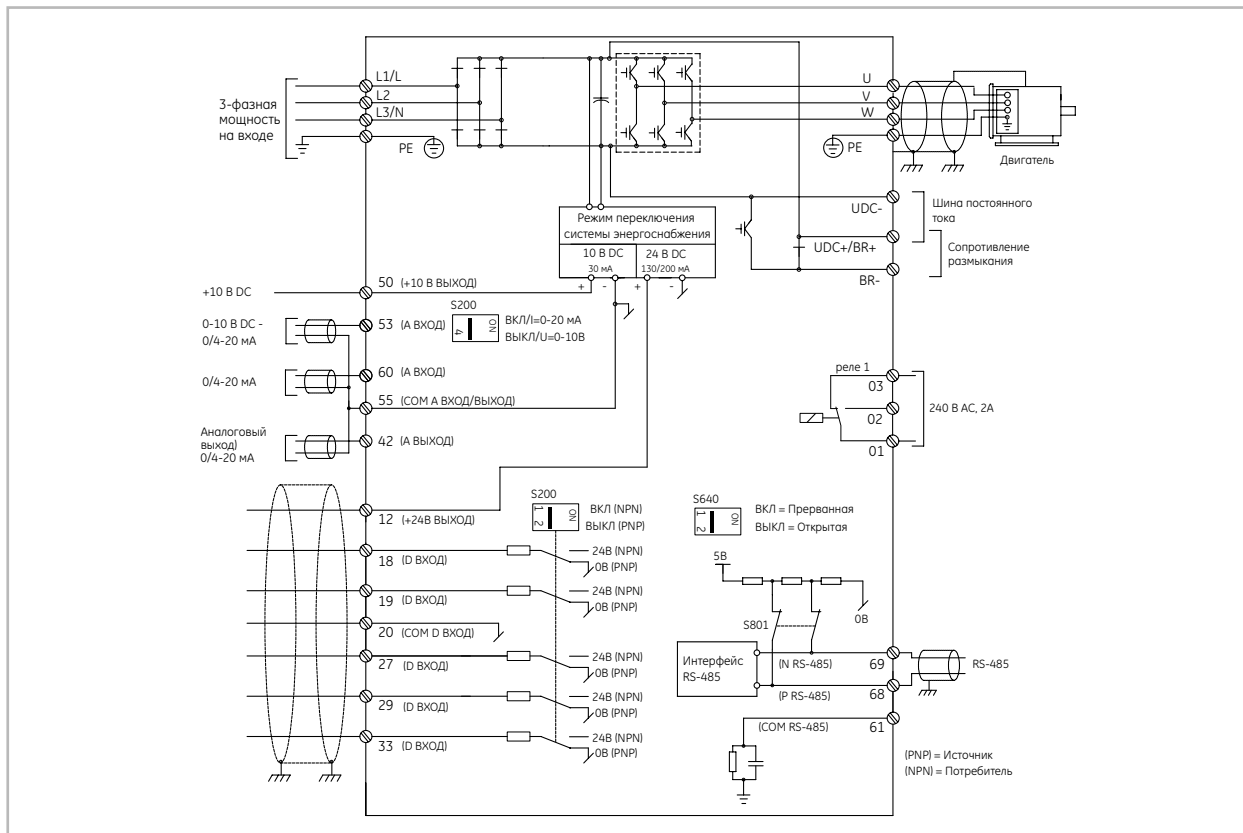 L1/L
L2
L3/N
3-фазная
мощность
на входе
PE
U
V
W
PE
Двигатель
UDC-
Шина постоянного
тока
UDC+/BR+
Сопротивление
размыкания
BR-
Режим переключения
системы энергоснабжения
10 В DC
30 мА
24 В DC
130/200 мА
+ - + -
+10 В DC
50 (+10 В ВЫХОД)
0-10 В DC -
0/4-20 мА
53 (A ВХОД)
S200
ON
4
ВКЛ/I=0-20 мА
ВЫКЛ/U=0-10В
0/4-20 мА
60 (A ВХОД)
55 (COM A ВХОД/ВЫХОД)
Аналоговый
выход)
0/4-20 мА
42 (A ВЫХОД)
реле 1
03
02
01
240 В AC, 2A
12 (+24В ВЫХОД)
S200
ON
1 2
ВКЛ (NPN)
ВЫКЛ (PNP)
18 (D ВХОД)
24В (NPN)
0В (PNP)
19 (D ВХОД)
24В (NPN)
0В (PNP)
20 (COM D ВХОД)
27 (D ВХОД)
24В (NPN)
0В (PNP)
29 (D ВХОД)
24В (NPN)
0В (PNP)
33 (D ВХОД)
24В (NPN)
0В (PNP)
S640
ON
1 2
ВКЛ = Прерванная
ВЫКЛ = Открытая
5В
0В
S801
Интерфейс
RS-485
(N RS-485)
69
RS-485
(P RS-485)
68
(COM RS-485)
61
(PNP) = Источник
(NPN) = Потребитель